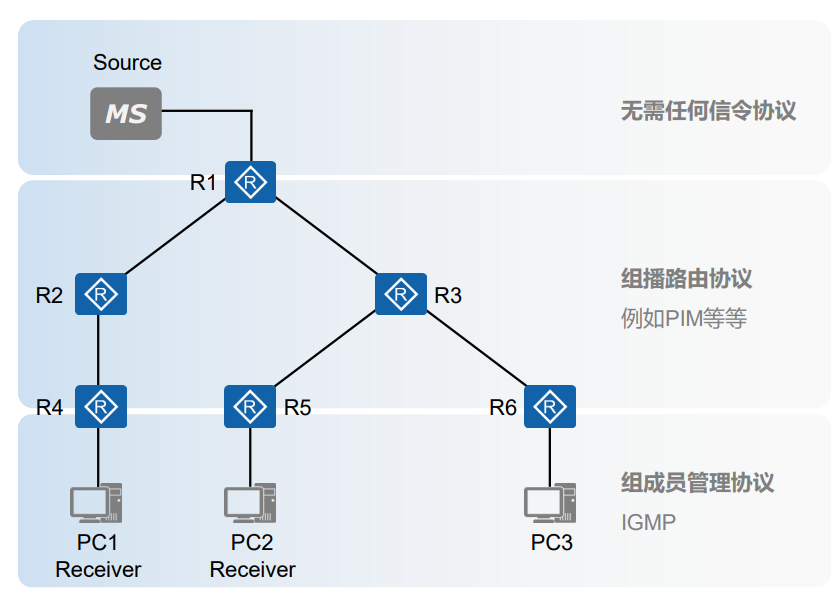 Source
MS
无需任何信令协议
R1
R
R2
R
R
R3
组播路由协议
例如PIM等等
R4
R
R
R5
R6
R
组成员管理协议
IGMP
PC1
Receiver
PC2
Receiver
PC3